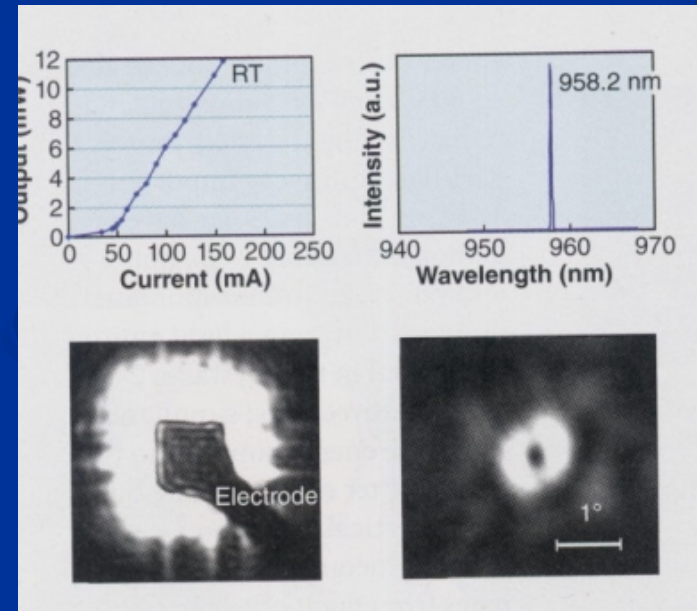 12
10
8
6
4
2
0
RT
0 50 100 150 200 250
Current (mA)
Output (mW)
Intensity (a.u.)
958.2 nm
940 950 960 970
Wavelength (nm)
Electrode
1°